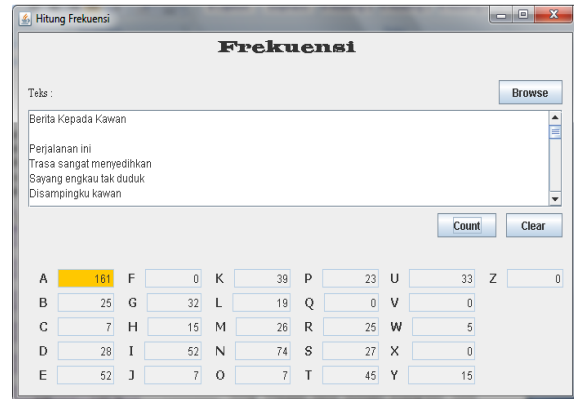 Hitung Frekuensi
Frekuensi
Teks :
Browse
Berita Kepada Kawan
Perjalanan ini
Trasa sangat menyedihkan
Sayang engkau tak duduk
Disampingku kawan
Count Clear
A 161 F 0 K 39 P 23 U 33 Z 0
B 25 G 32 L 19 Q 0 V 0
C 7 H 15 M 26 R 25 W 5
D 28 I 52 N 74 S 27 X 0
E 52 J 7 O 7 T 45 Y 15